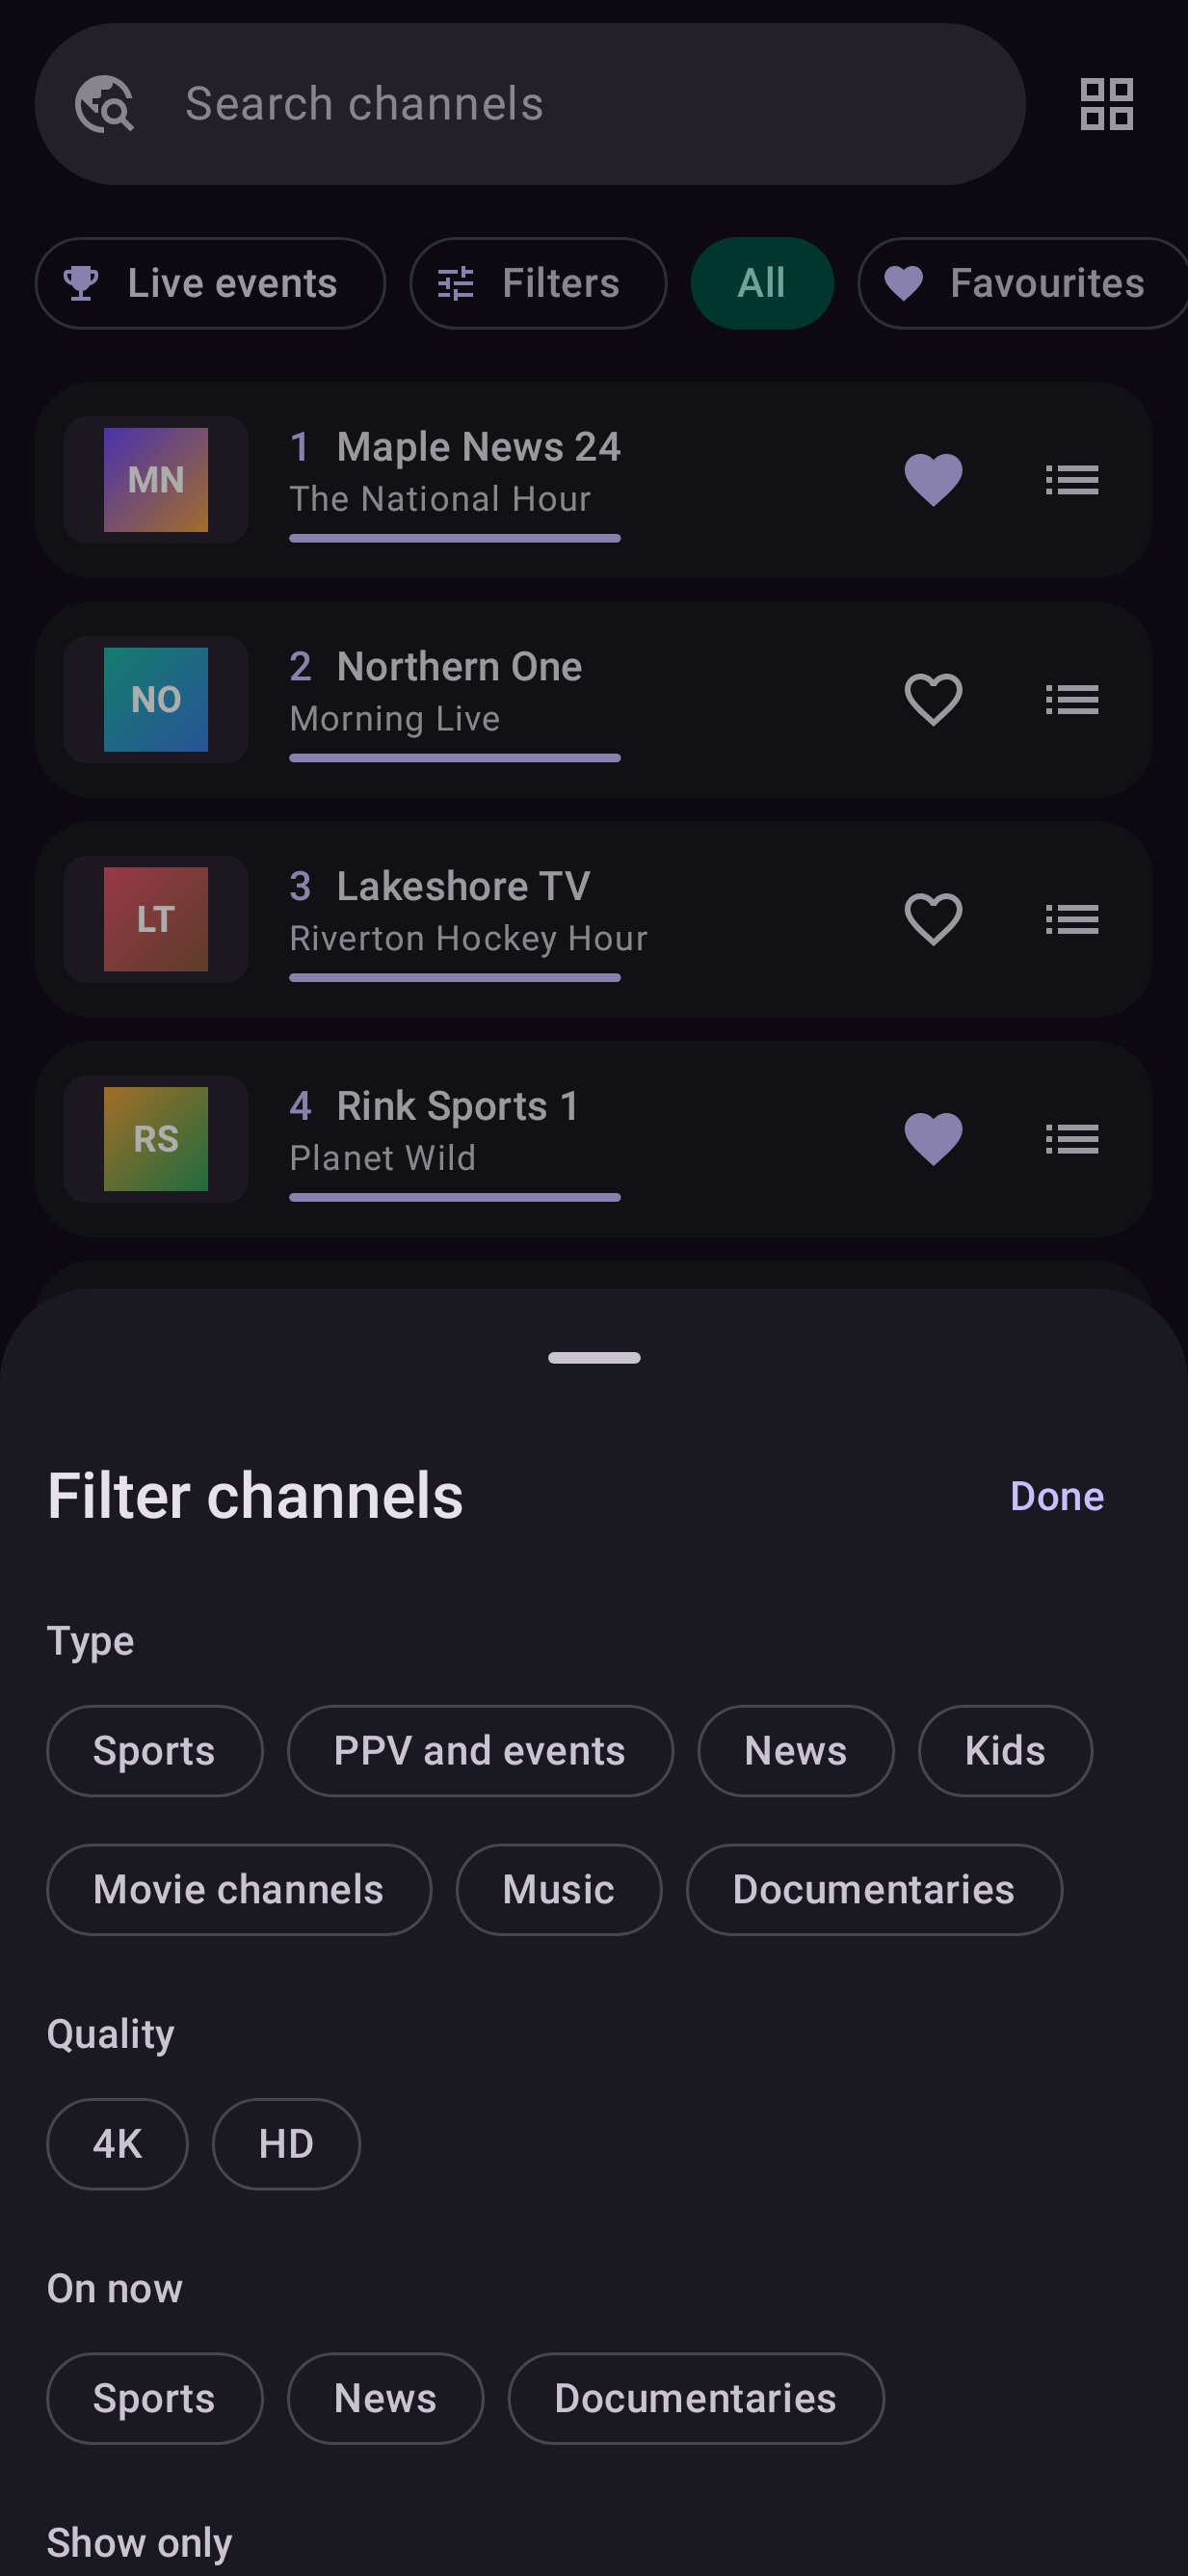 Search channels
Live events Filters All Favourites
MN 1 Maple News 24
The National Hour
NO 2 Northern One
Morning Live
LT 3 Lakeshore TV
Riverton Hockey Hour
RS 4 Rink Sports 1
Planet Wild
Filter channels Done
Type
Sports PPV and events News Kids
Movie channels Music Documentaries
Quality
4K HD
On now
Sports News Documentaries
Show only